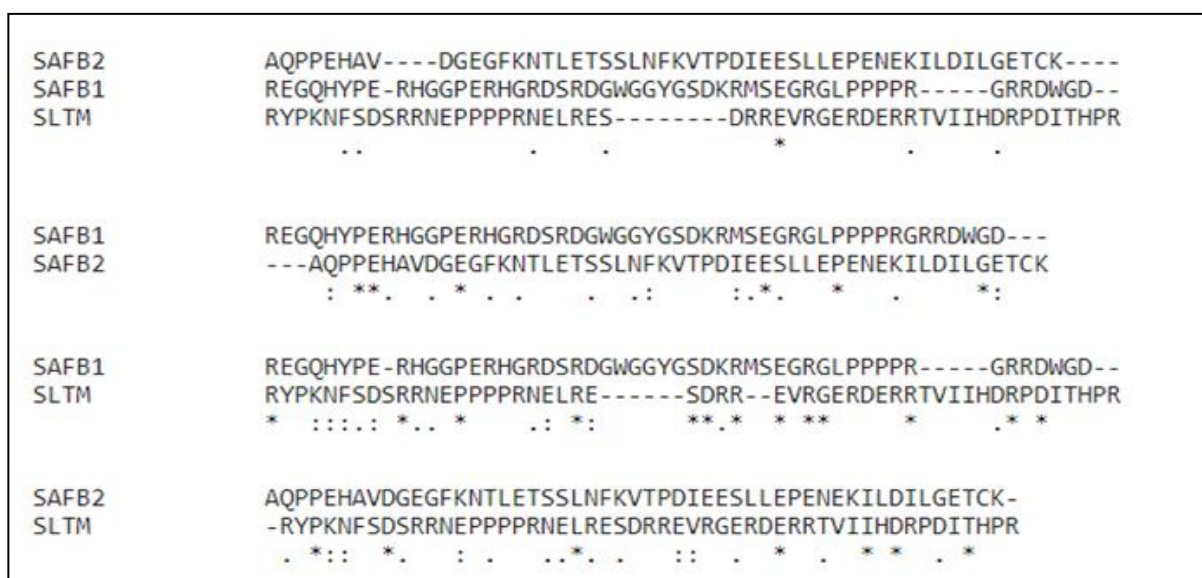 SAFB2 AQPPEHAV----DGEGFKNTLETSSLNFKVTPDIEESLLEPENEKILDILGETCK----
SAFB1 REGQHYPE-RHGGPERHGRDSRDGWGGYGSDKRMSEGRGLPPPPR-----GRRDWGD--
SLTM RYPKNFSDSRRNEPPPPRNELRES--------DRREVRGERDERRTVIIHDRPDITHPR
.. . . * . .
SAFB1 REGQHYPERHGGPERHGRDSRDGWGGYGSDKRMSEGRGLPPPPRGRRDWGD---
SAFB2 ---AQPPEHAVDGEGFKNTLETSSLNFKVTPDIEESLLEPENEKILDILGETCK
: **. . * . . . .: :.*. * . *:
SAFB1 REGQHYPE-RHGGPERHGRDSRDGWGGYGSDKRMSEGRGLPPPPR-----GRRDWGD--
SLTM RYPKNFSDSRRNEPPPPRNELRE------SDRR--EVRGERDERRTVIIHDRPDITHPR
* :::.: *.. * .: *: **.* * ** * .* *
SAFB2 AQPPEHAVDGEGFKNTLETSSLNFKVTPDIEESLLEPENEKILDILGETCK-
SLTM -RYPKNFSDSRRNEPPPPRNELRESDRREVRGERDERRTVIIHDRPDITHPR
. *:: *. : . ..*. . :: . * . * * . *